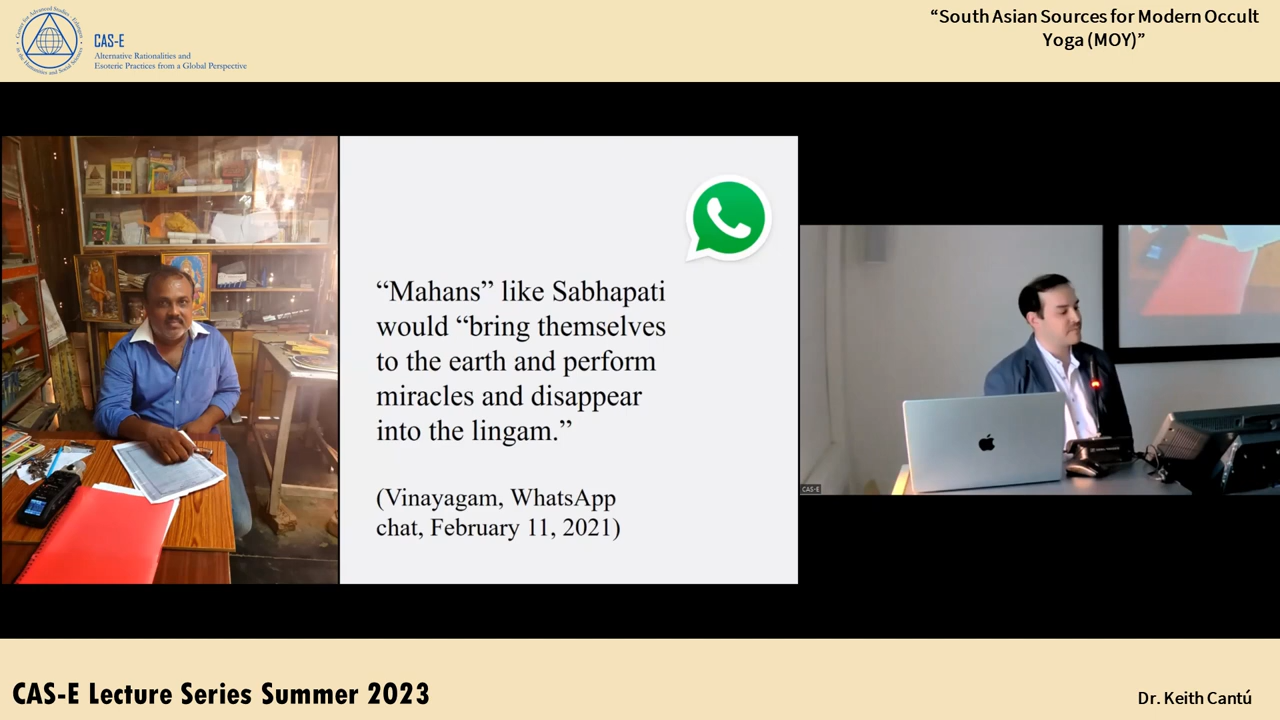 CAS-E
Alternative Rationalities and
Esoteric Practices from a Global Perspective
“South Asian Sources for Modern Occult
Yoga (MOY)”
“Mahans” like Sabhapati
would “bring themselves
to the earth and perform
miracles and disappear
into the lingam.”
(Vinayagam, WhatsApp
chat, February 11, 2021)
CAS-E
CAS-E Lecture Series Summer 2023
Dr. Keith Cantú